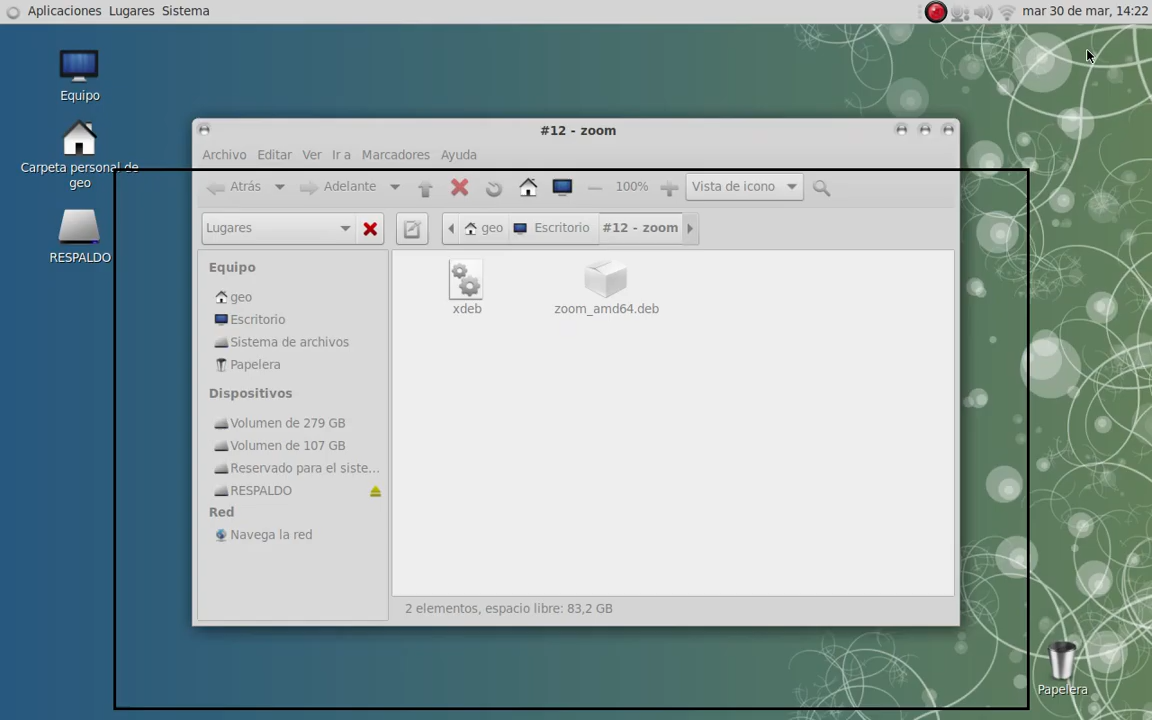 Aplicaciones Lugares Sistema
mar 30 de mar, 14:22
Equipo
Carpeta personal de
geo
RESPALDO
#12 - zoom
Archivo Editar Ver Ir a Marcadores Ayuda
Atrás Adelante 100% Vista de icono
Lugares geo Escritorio #12 - zoom
Equipo
geo
Escritorio
Sistema de archivos
Papelera
Dispositivos
Volumen de 279 GB
Volumen de 107 GB
Reservado para el siste...
RESPALDO
Red
Navega la red
xdeb zoom_amd64.deb
2 elementos, espacio libre: 83,2 GB
Papelera